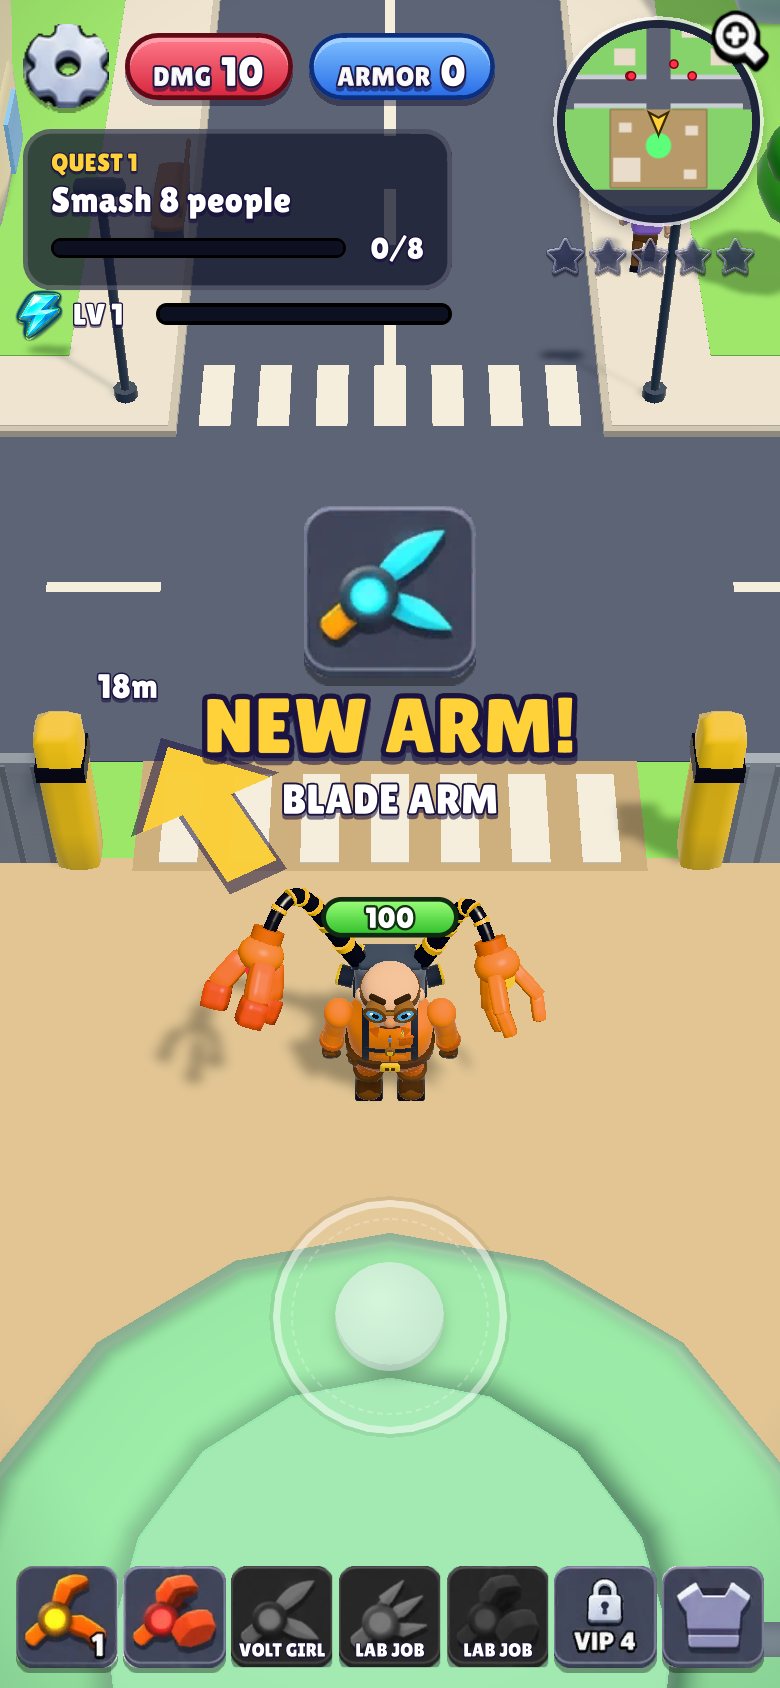 DMG 10
ARMOR 0
QUEST 1
Smash 8 people
0/8
LV 1
18m
NEW ARM!
BLADE ARM
100
1
VOLT GIRL
LAB JOB
LAB JOB
VIP 4